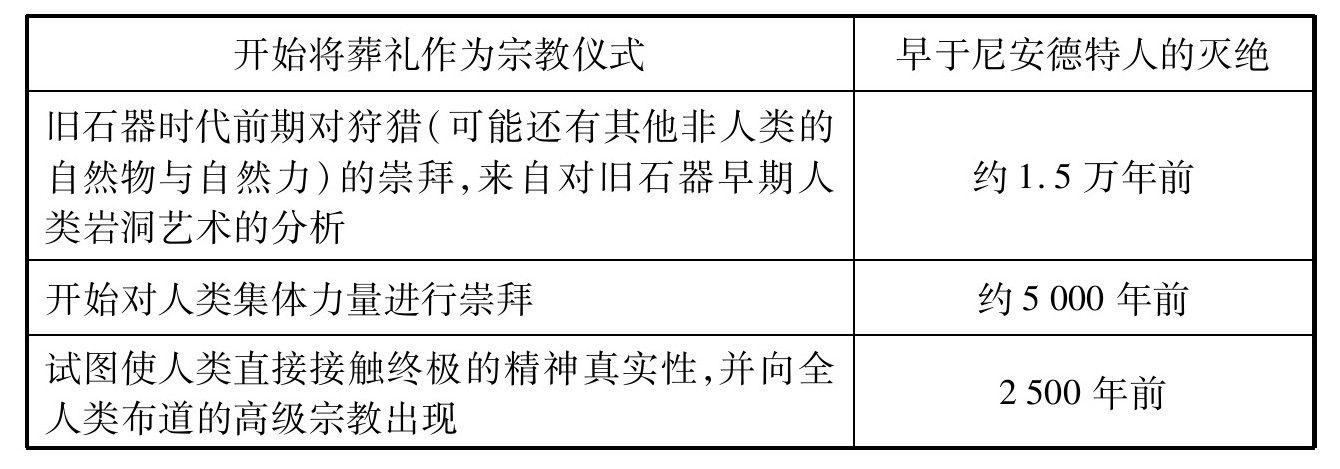 开始将葬礼作为宗教仪式
早于尼安德特人的灭绝
旧石器时代前期对狩猎(可能还有其他非人类的
自然物与自然力)的崇拜,来自对旧石器早期人
类岩洞艺术的分析
约1.5万年前
开始对人类集体力量进行崇拜
约5 000年前
试图使人类直接接触终极的精神真实性,并向全
人类布道的高级宗教出现
2 500年前